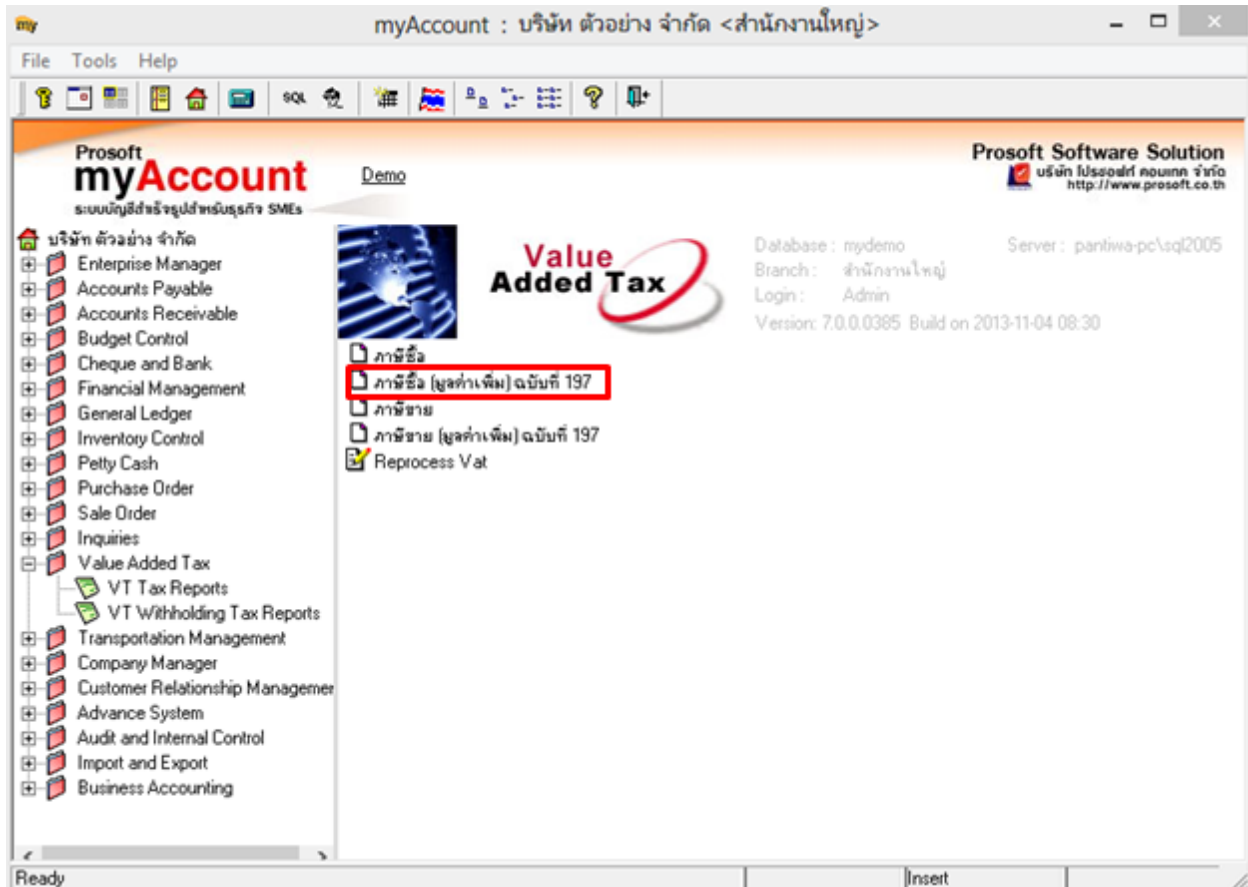 my
myAccount : บริษัท ตัวอย่าง จำกัด <สำนักงานใหญ่>
File Tools Help
SQL
Prosoft
myAccount
ระบบบัญชีสำเร็จรูปสำหรับธุรกิจ SMEs
Demo
Prosoft Software Solution
บริษัท โปรซอฟท์ คอมเทค จำกัด
http://www.prosoft.co.th
บริษัท ตัวอย่าง จำกัด
Enterprise Manager
Accounts Payable
Accounts Receivable
Budget Control
Cheque and Bank
Financial Management
General Ledger
Inventory Control
Petty Cash
Purchase Order
Sale Order
Inquiries
Value Added Tax
VT Tax Reports
VT Withholding Tax Reports
Transportation Management
Company Manager
Customer Relationship Managemer
Advance System
Audit and Internal Control
Import and Export
Business Accounting
Value
Added Tax
Database : mydemo Server : pantiwa-pc\sql2005
Branch : สำนักงานใหญ่
Login : Admin
Version: 7.0.0.0385 Build on 2013-11-04 08:30
ภาษีซื้อ
ภาษีซื้อ (มูลค่าเพิ่ม) ฉบับที่ 197
ภาษีขาย
ภาษีขาย (มูลค่าเพิ่ม) ฉบับที่ 197
Reprocess Vat
Ready Insert